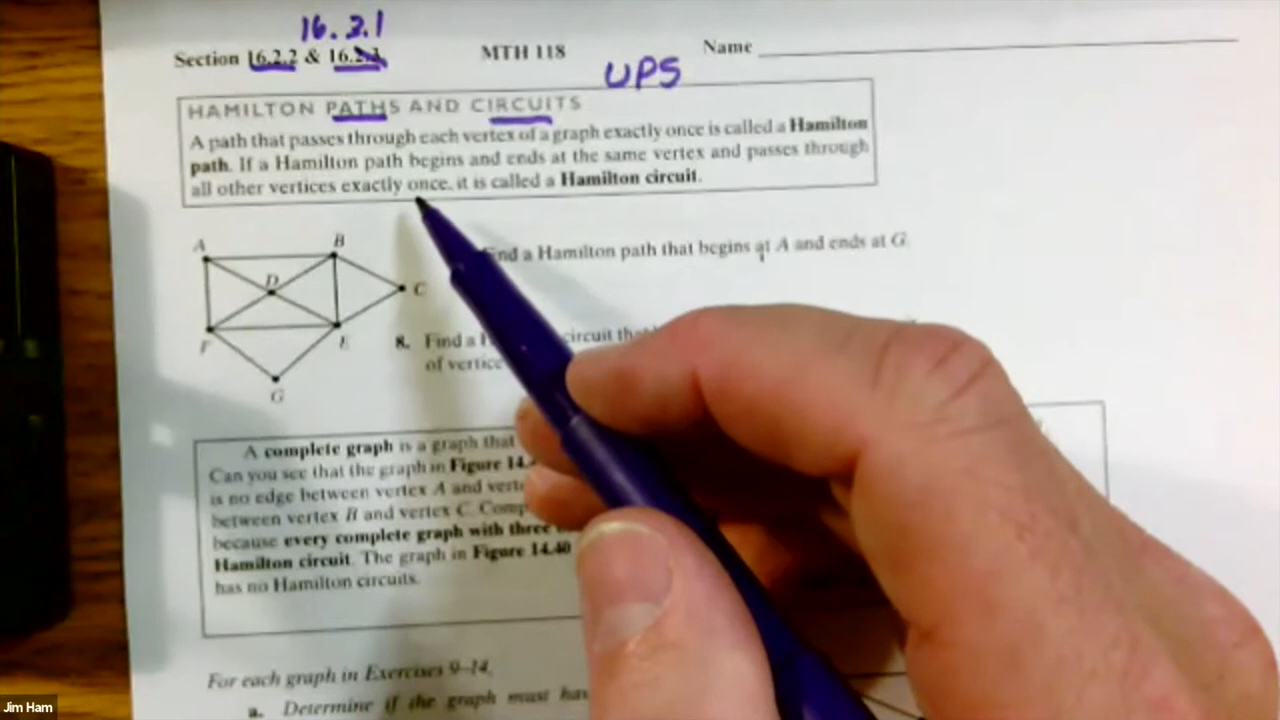 16.2.1
Section 16.2.2 & 16.2.3 MTH 118 Name
UPS
HAMILTON PATHS AND CIRCUITS
A path that passes through each vertex of a graph exactly once is called a Hamilton
path. If a Hamilton path begins and ends at the same vertex and passes through
all other vertices exactly once, it is called a Hamilton circuit.
A B
D
C
F E
G
Find a Hamilton path that begins at A and ends at G.
8. Find a circuit that
of vertice
A complete graph is a graph that
Can you see that the graph in Figure 14.
is no edge between vertex A and verte
between vertex B and vertex C. Comp
because every complete graph with three
Hamilton circuit. The graph in Figure 14.40
has no Hamilton circuits.
For each graph in Exercises 9–14,
a. Determine if the graph must hav
Jim Ham